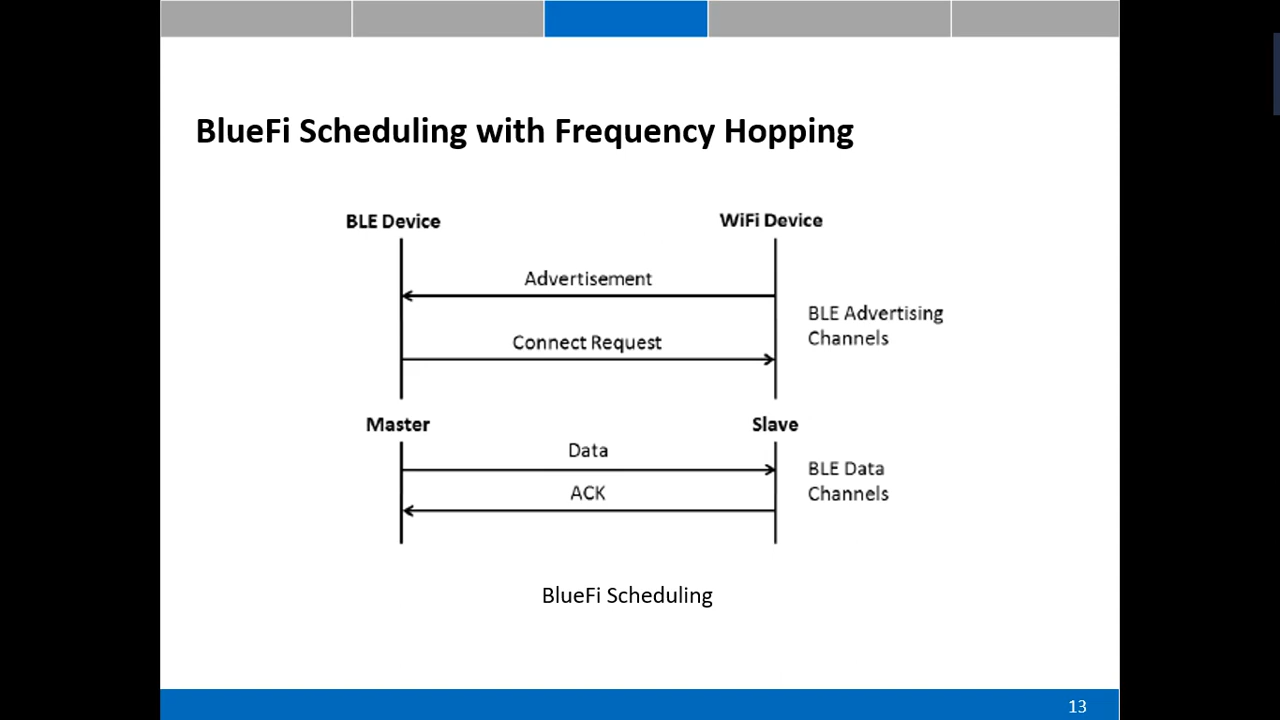 BlueFi Scheduling with Frequency Hopping
BLE Device
WiFi Device
Advertisement
BLE Advertising
Channels
Connect Request
Master
Slave
Data
BLE Data
Channels
ACK
BlueFi Scheduling
13